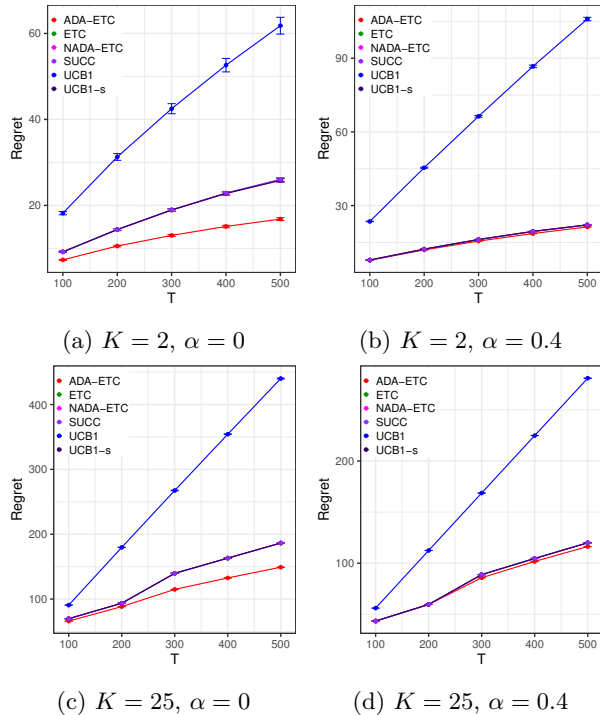 ADA−ETC
ETC
NADA−ETC
SUCC
UCB1
UCB1−s
Regret
60
40
20
100 200 300 400 500
T
(a) K = 2, α = 0
ADA−ETC
ETC
NADA−ETC
SUCC
UCB1
UCB1−s
Regret
105
90
60
30
100 200 300 400 500
T
(b) K = 2, α = 0.4
ADA−ETC
ETC
NADA−ETC
SUCC
UCB1
UCB1−s
Regret
400
300
200
100
100 200 300 400 500
T
(c) K = 25, α = 0
ADA−ETC
ETC
NADA−ETC
SUCC
UCB1
UCB1−s
Regret
200
100
100 200 300 400 500
T
(d) K = 25, α = 0.4